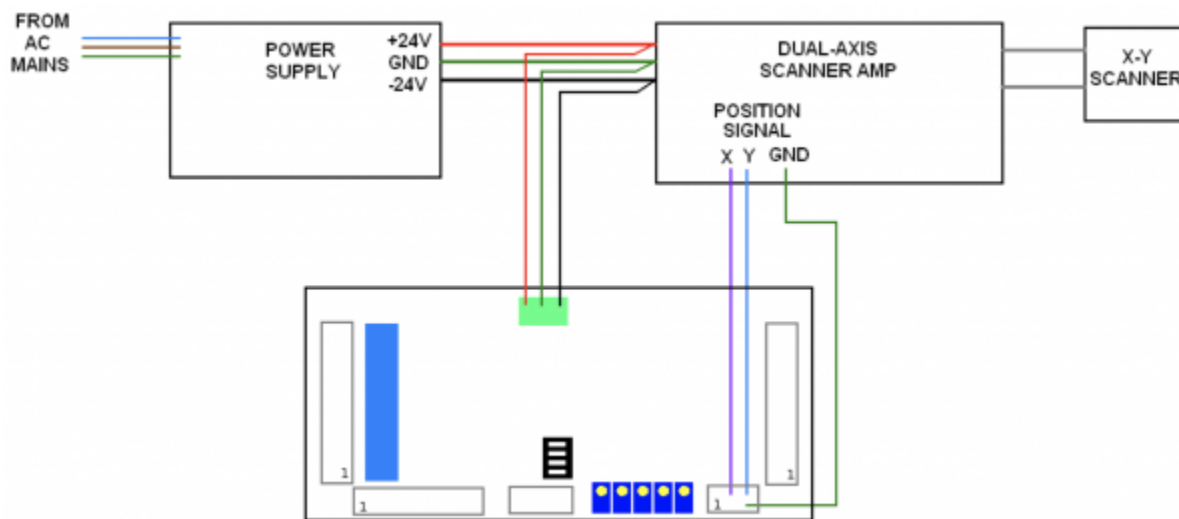 FROM
AC
MAINS
POWER
SUPPLY
+24V
GND
-24V
DUAL-AXIS
SCANNER AMP
POSITION
SIGNAL
X Y GND
X-Y
SCANNER
1
1
1
1